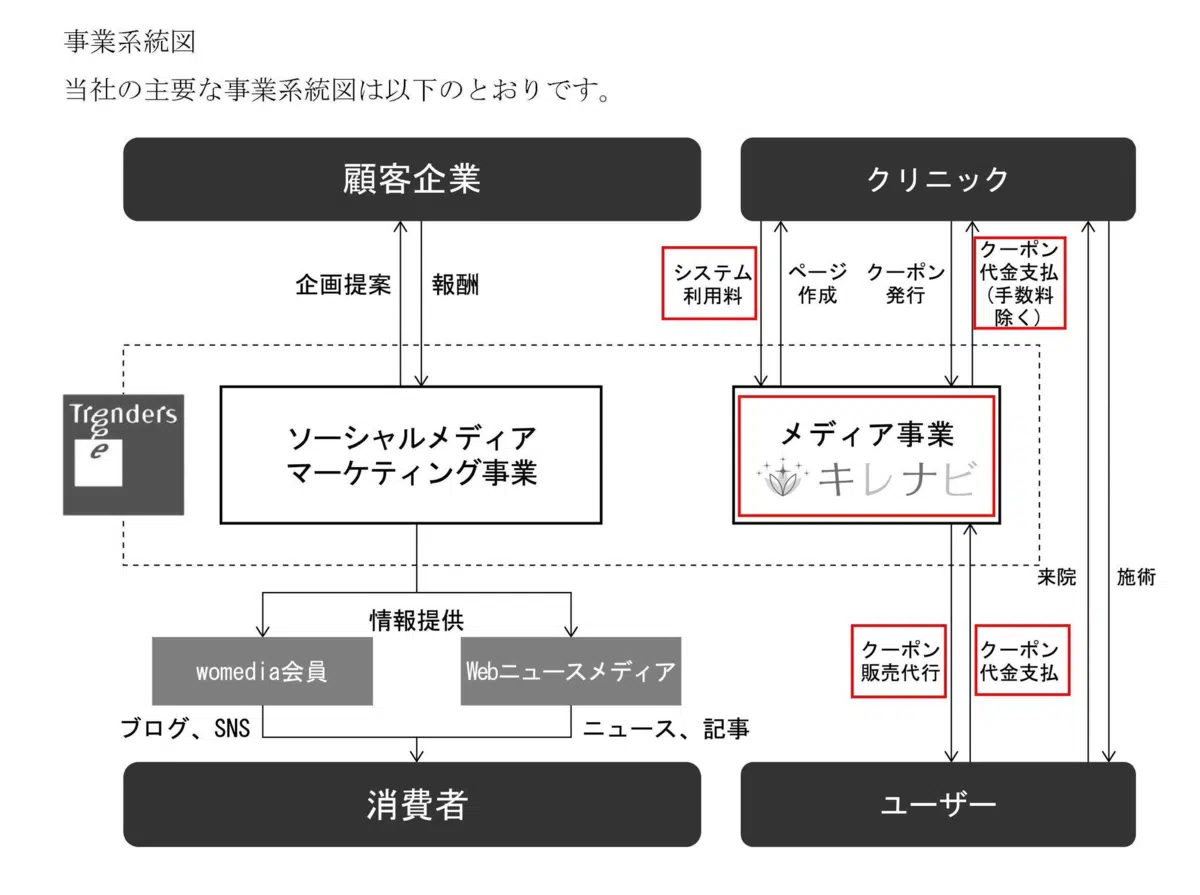 事業系統図
当社の主要な事業系統図は以下のとおりです。
顧客企業
クリニック
企画提案
報酬
システム
利用料
ページ
作成
クーポン
発行
クーポン
代金支払
(手数料
除く)
Trenders
e
ソーシャルメディア
マーケティング事業
メディア事業
キレナビ
来院
施術
情報提供
womedia会員
Webニュースメディア
クーポン
販売代行
クーポン
代金支払
ブログ、SNS
ニュース、記事
消費者
ユーザー